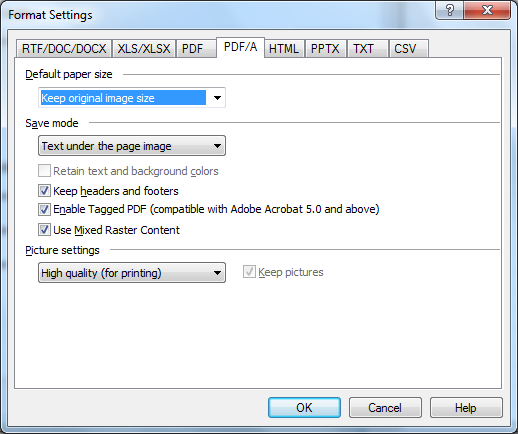 Format Settings
?
RTF/DOC/DOCX XLS/XLSX PDF PDF/A HTML PPTX TXT CSV
Default paper size
Keep original image size
Save mode
Text under the page image
Retain text and background colors
Keep headers and footers
Enable Tagged PDF (compatible with Adobe Acrobat 5.0 and above)
Use Mixed Raster Content
Picture settings
High quality (for printing) Keep pictures
OK Cancel Help